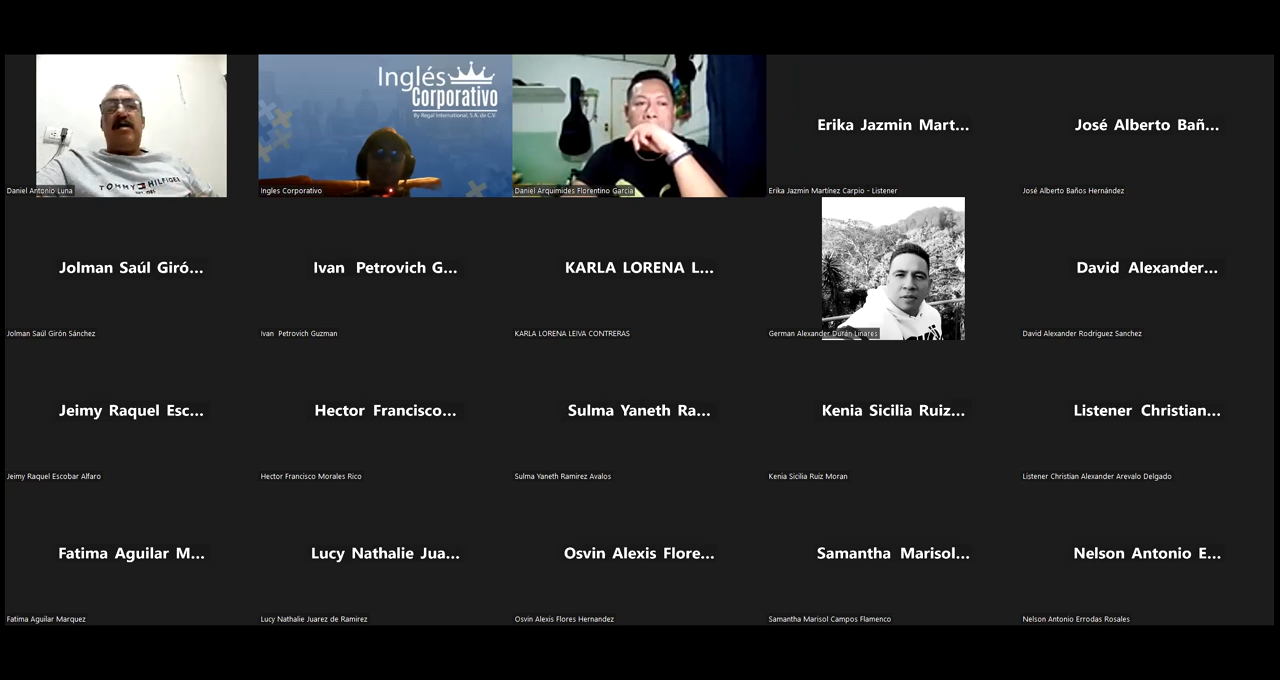 Inglés
Corporativo
By Regal International, S.A. de C.V.
TOMMY HILFIGER
Daniel Antonio Luna
Ingles Corporativo
Daniel Arquimides Florentino Garcia
Erika Jazmin Mart...
Erika Jazmin Martínez Carpio - Listener
José Alberto Bañ...
José Alberto Baños Hernández
Jolman Saúl Giró...
Jolman Saúl Girón Sánchez
Ivan Petrovich G...
Ivan Petrovich Guzman
KARLA LORENA L...
KARLA LORENA LEIVA CONTRERAS
German Alexander Durán Linares
David Alexander...
David Alexander Rodriguez Sanchez
Jeimy Raquel Esc...
Jeimy Raquel Escobar Alfaro
Hector Francisco...
Hector Francisco Morales Rico
Sulma Yaneth Ra...
Sulma Yaneth Ramirez Avalos
Kenia Sicilia Ruiz...
Kenia Sicilia Ruiz Moran
Listener Christian...
Listener Christian Alexander Arevalo Delgado
Fatima Aguilar M...
Fatima Aguilar Marquez
Lucy Nathalie Jua...
Lucy Nathalie Juarez de Ramirez
Osvin Alexis Flore...
Osvin Alexis Flores Hernandez
Samantha Marisol...
Samantha Marisol Campos Flamenco
Nelson Antonio E...
Nelson Antonio Errodas Rosales